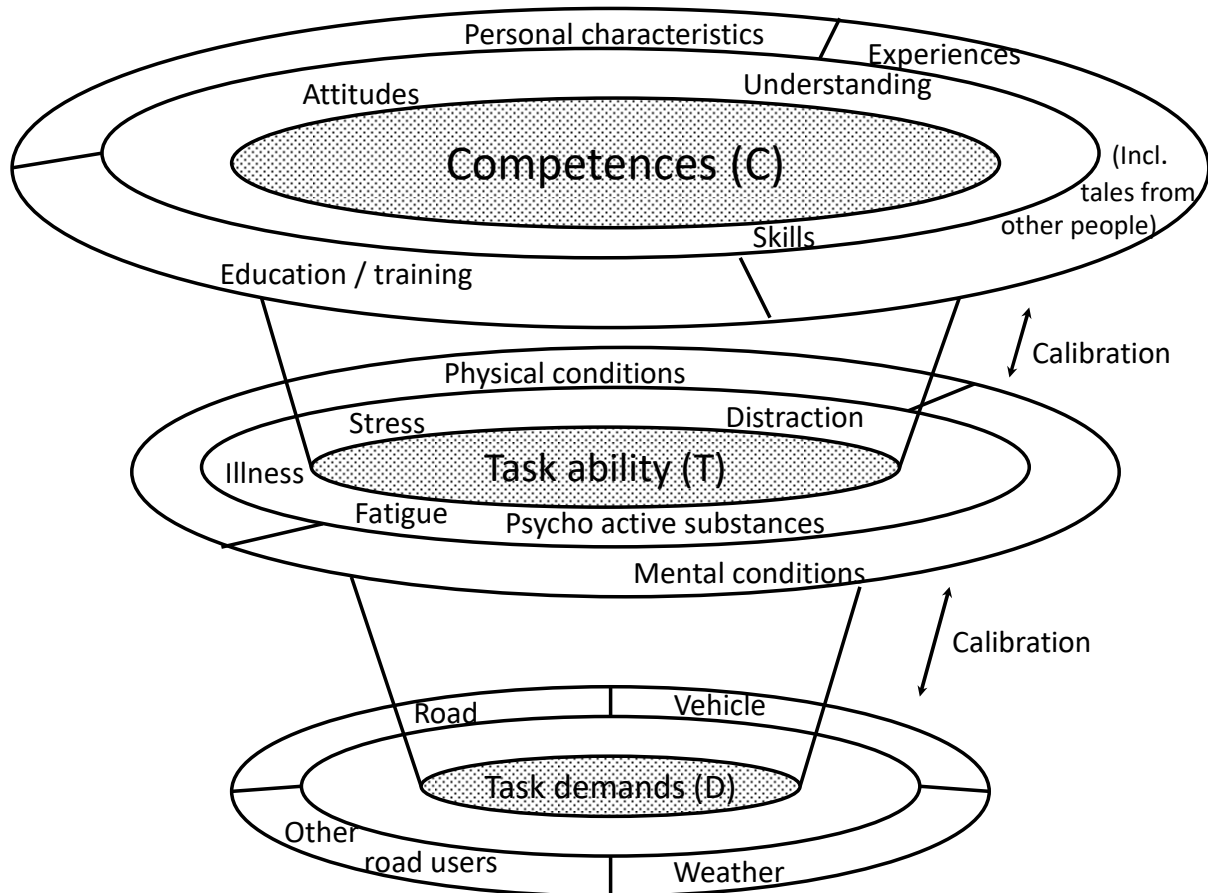 Personal characteristics
Experiences
Attitudes
Understanding
Competences (C)
(Incl.
tales from
other people)
Skills
Education / training
Calibration
Physical conditions
Stress
Distraction
Task ability (T)
Illness
Fatigue
Psycho active substances
Mental conditions
Calibration
Road
Vehicle
Task demands (D)
Other
road users
Weather